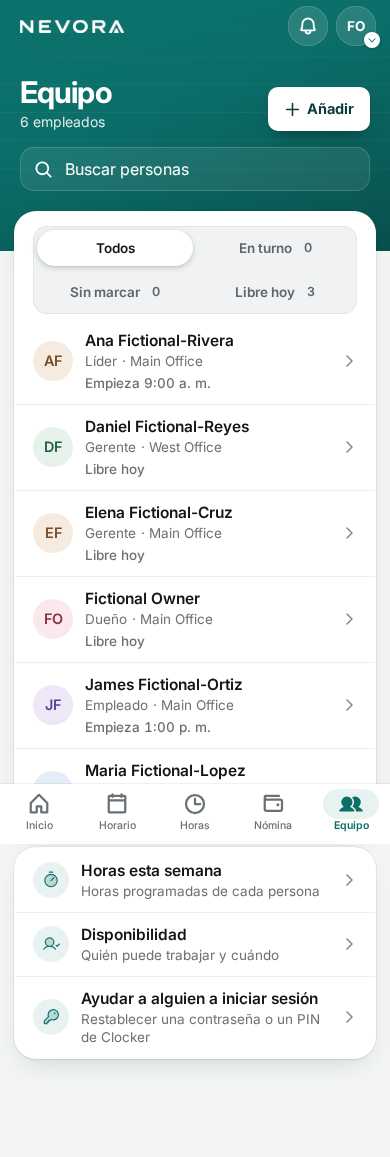 NEVORA
FO
Equipo
6 empleados
Añadir
Buscar personas
Todos
En turno 0
Sin marcar 0
Libre hoy 3
AF
Ana Fictional-Rivera
Líder · Main Office
Empieza 9:00 a. m.
DF
Daniel Fictional-Reyes
Gerente · West Office
Libre hoy
EF
Elena Fictional-Cruz
Gerente · Main Office
Libre hoy
FO
Fictional Owner
Dueño · Main Office
Libre hoy
JF
James Fictional-Ortiz
Empleado · Main Office
Empieza 1:00 p. m.
Maria Fictional-Lopez
Inicio
Horario
Horas
Nómina
Equipo
Horas esta semana
Horas programadas de cada persona
Disponibilidad
Quién puede trabajar y cuándo
Ayudar a alguien a iniciar sesión
Restablecer una contraseña o un PIN
de Clocker